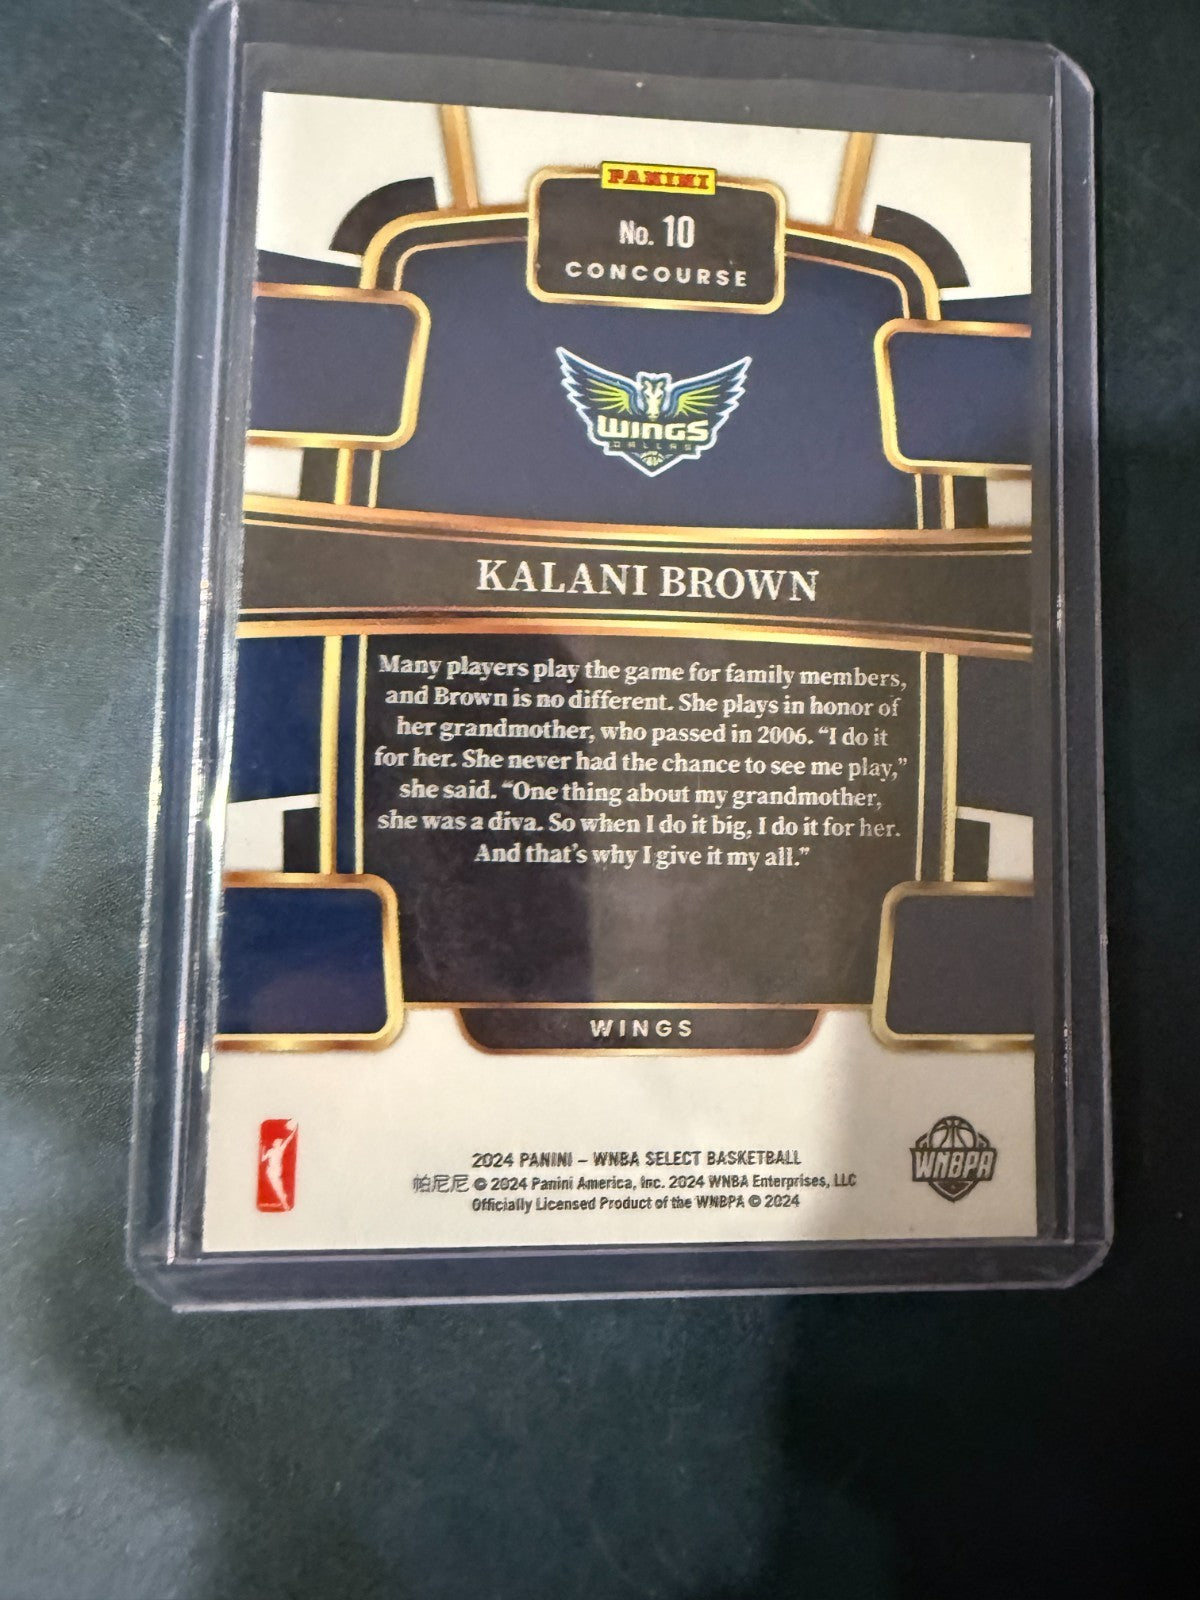 PANINI
No. 10
CONCOURSE
WINGS
DALLAS
KALANI BROWN
Many players play the game for family members,
and Brown is no different. She plays in honor of
her grandmother, who passed in 2006. “I do it
for her. She never had the chance to see me play,”
she said. “One thing about my grandmother,
she was a diva. So when I do it big, I do it for her.
And that’s why I give it my all.”
WINGS
2024 PANINI – WNBA SELECT BASKETBALL
帕尼尼 © 2024 Panini America, Inc. 2024 WNBA Enterprises, LLC
Officially Licensed Product of the WNBPA © 2024
WNBPA